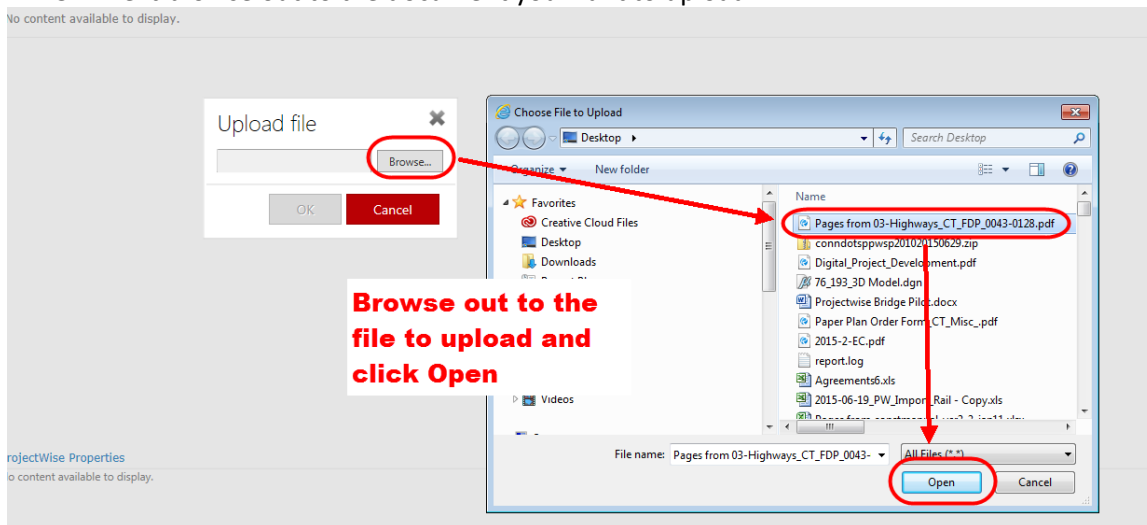 No content available to display.
Upload file
Browse...
OK
Cancel
Choose File to Upload
Desktop
Search Desktop
Organize
New folder
Favorites
Creative Cloud Files
Desktop
Downloads
Videos
Name
Pages from 03-Highways_CT_FDP_0043-0128.pdf
conndotsppwsp201020150629.zip
Digital_Project_Development.pdf
76_193_3D Model.dgn
Projectwise Bridge Pilot.docx
Paper Plan Order Form_CT_Misc_.pdf
2015-2-EC.pdf
report.log
Agreements6.xls
2015-06-19_PW_Import_Rail - Copy.xls
Browse out to the
file to upload and
click Open
File name:
Pages from 03-Highways_CT_FDP_0043-
All Files (*.*)
Open
Cancel
rojectWise Properties
o content available to display.